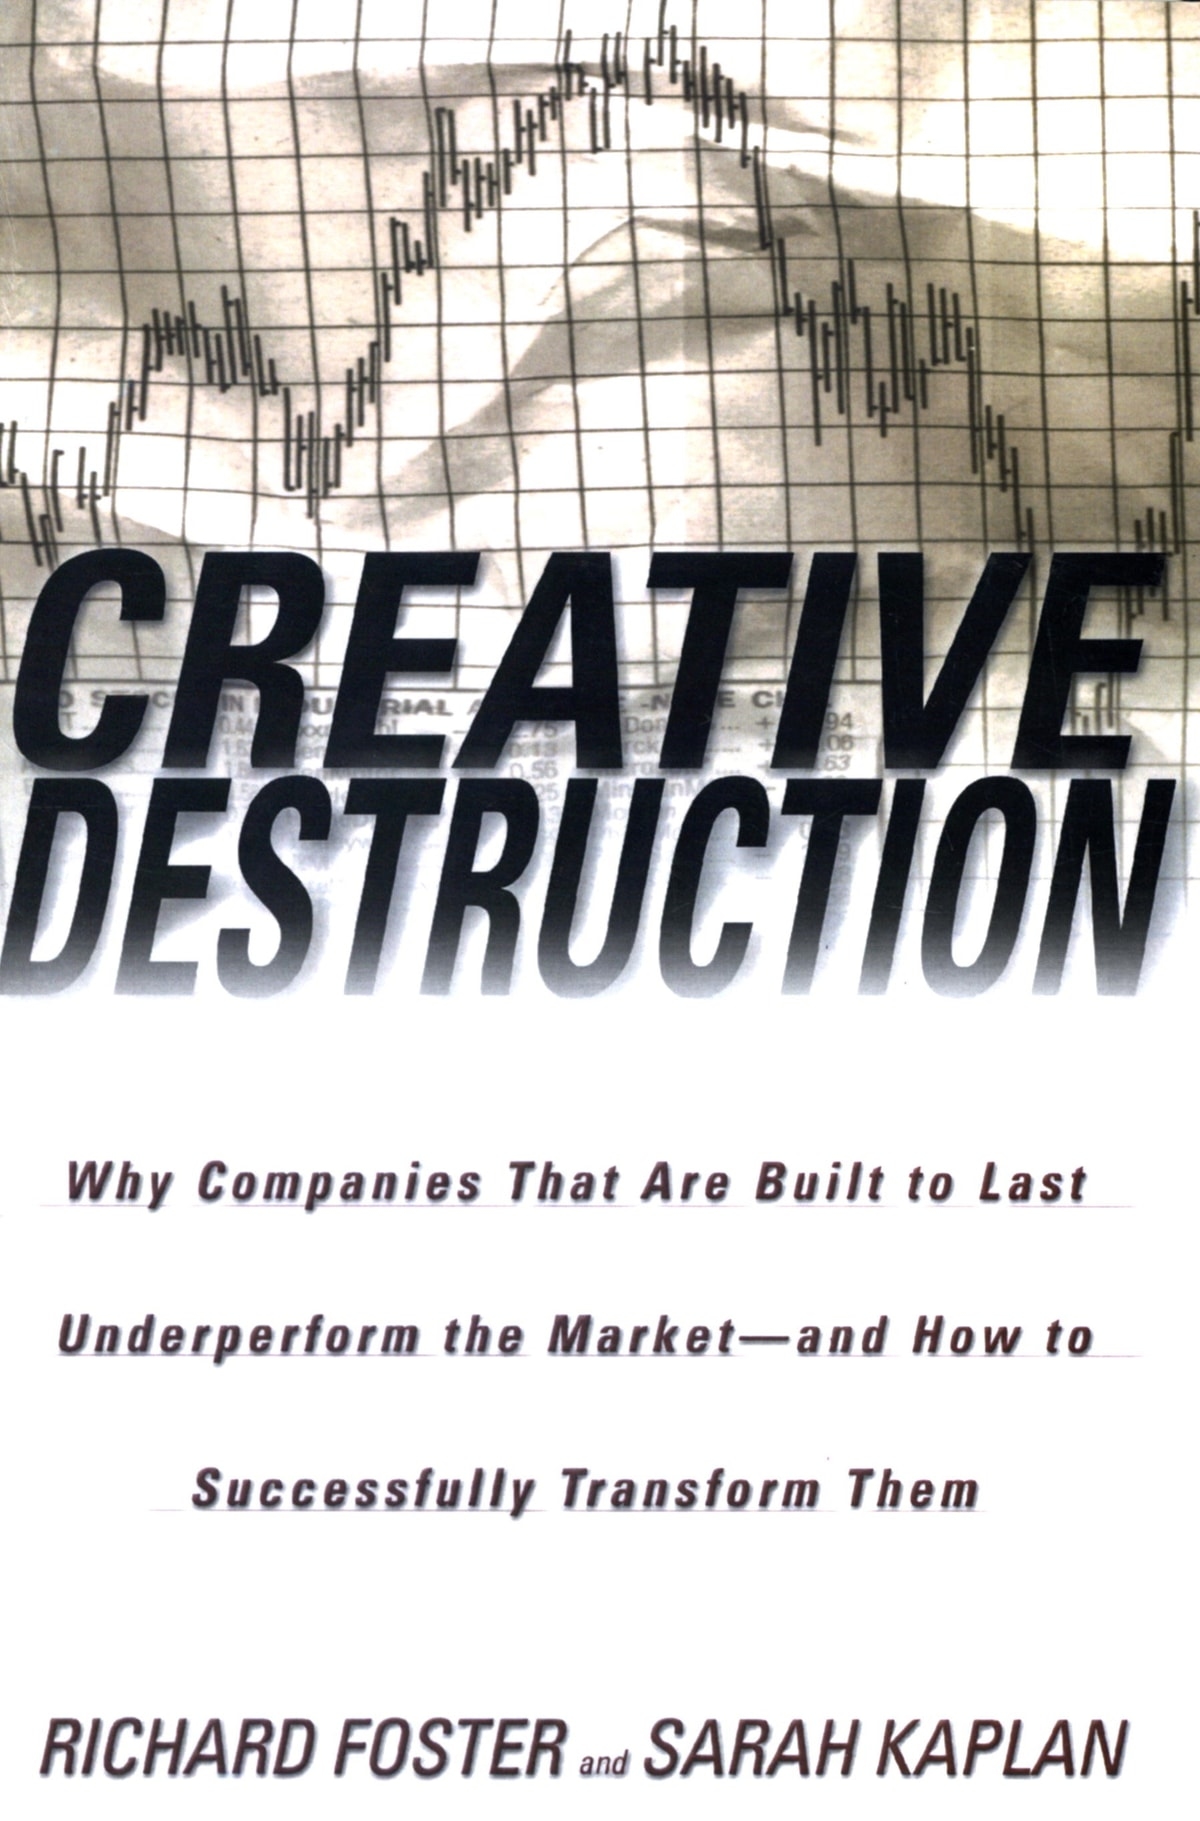 CREATIVE
DESTRUCTION
Why Companies That Are Built to Last
Underperform the Market—and How to
Successfully Transform Them
RICHARD FOSTER and SARAH KAPLAN